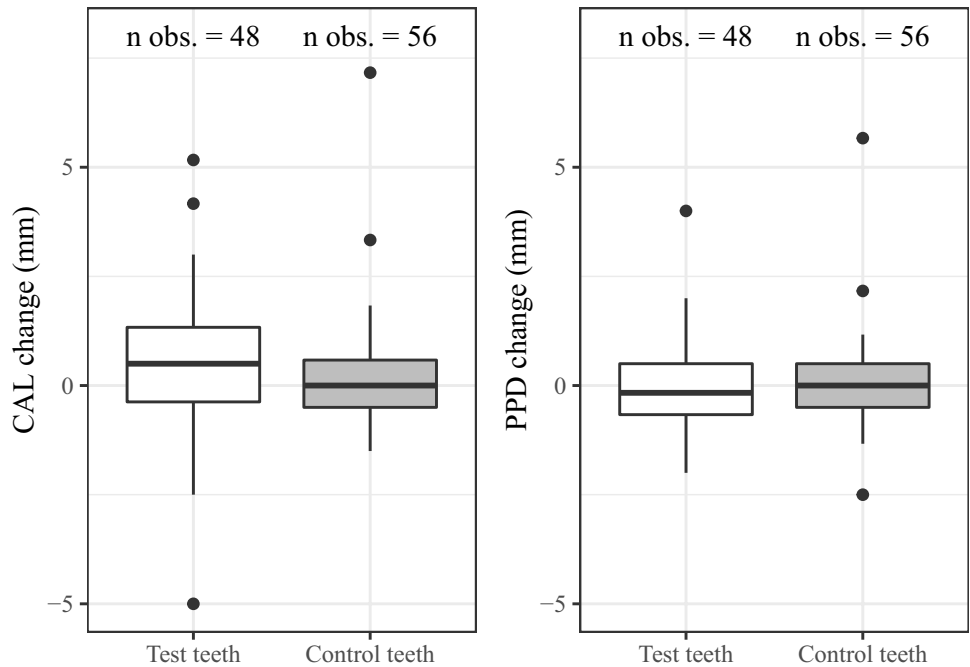 n obs. = 48 n obs. = 56
CAL change (mm)
5
0
−5
Test teeth Control teeth
n obs. = 48 n obs. = 56
PPD change (mm)
5
0
−5
Test teeth Control teeth